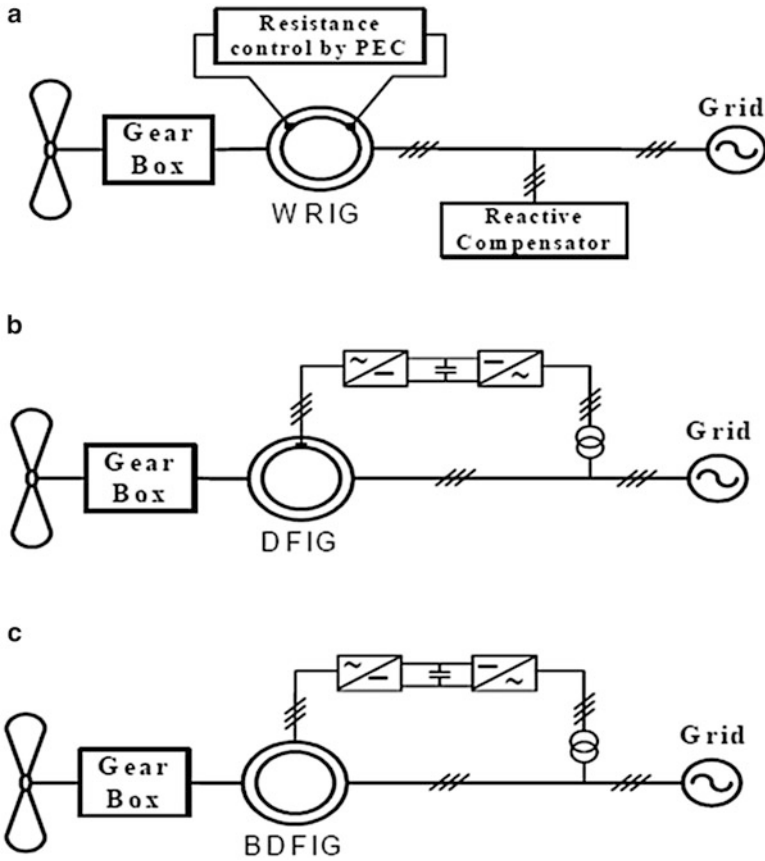 a
Resistance
control by PEC
Grid
Gear
Box
WRIG
Reactive
Compensator
b
Grid
Gear
Box
DFIG
c
Grid
Gear
Box
BDFIG